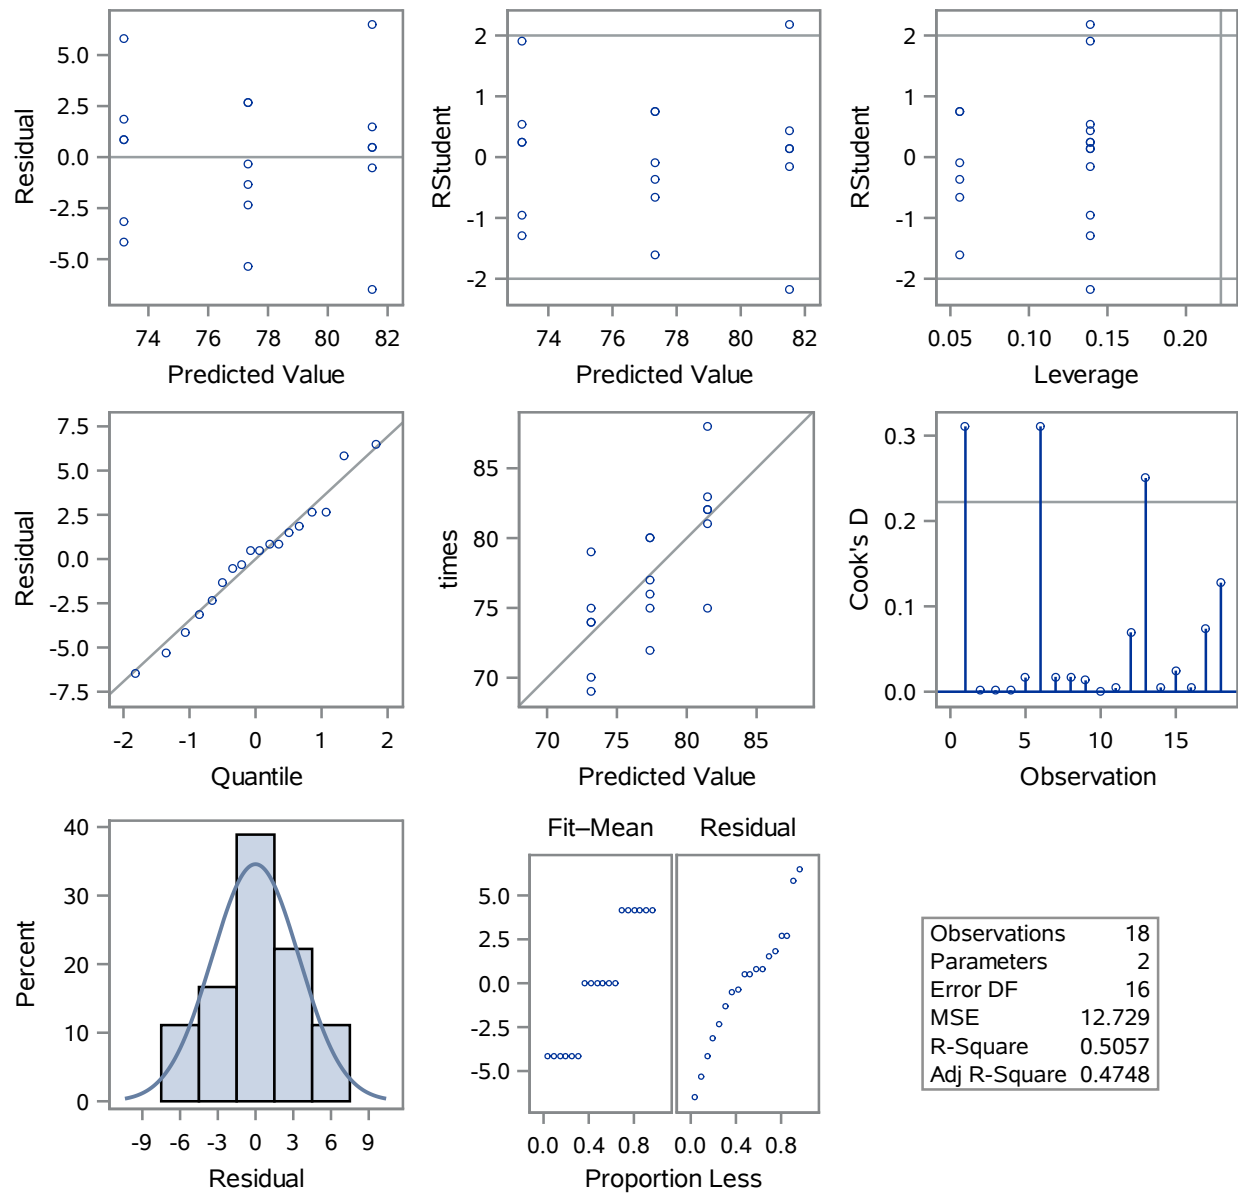 5.0
2.5
0.0
-2.5
-5.0
Residual
74 76 78 80 82
Predicted Value
2
1
0
-1
-2
RStudent
74 76 78 80 82
Predicted Value
2
1
0
-1
-2
RStudent
0.05 0.10 0.15 0.20
Leverage
7.5
5.0
2.5
0.0
-2.5
-5.0
-7.5
Residual
-2 -1 0 1 2
Quantile
85
80
75
70
times
70 75 80 85
Predicted Value
0.3
0.2
0.1
0.0
Cook's D
0 5 10 15
Observation
40
30
20
10
0
Percent
-9 -6 -3 0 3 6 9
Residual
Fit–Mean Residual
5.0
2.5
0.0
-2.5
-5.0
0.0 0.4 0.8 0.0 0.4 0.8
Proportion Less
Observations 18
Parameters 2
Error DF 16
MSE 12.729
R-Square 0.5057
Adj R-Square 0.4748